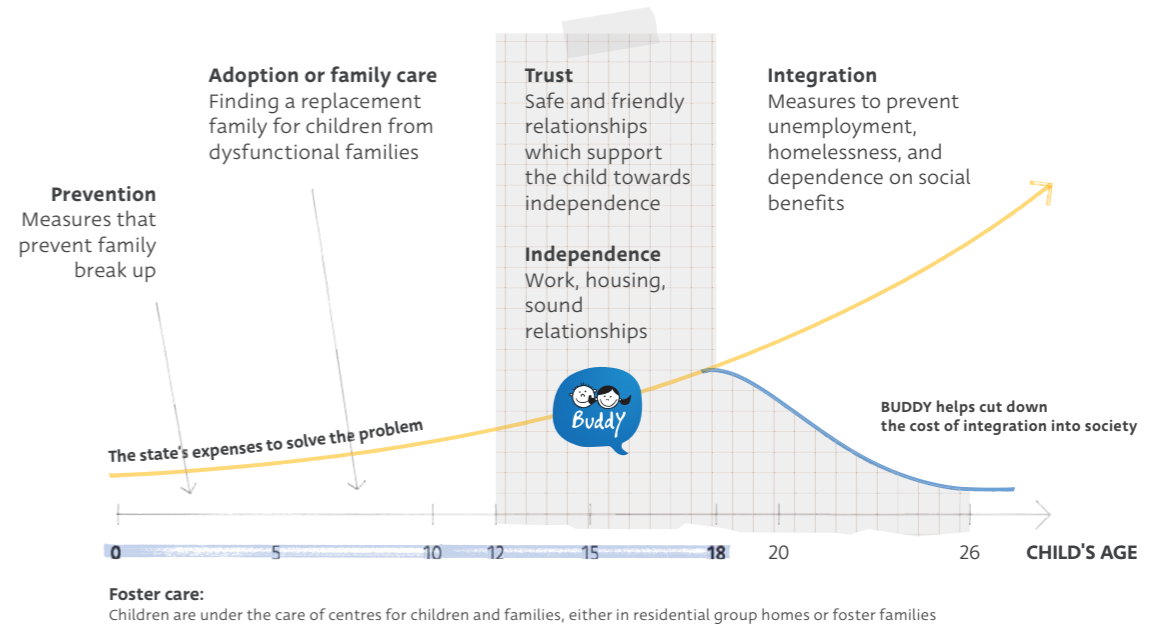 Prevention
Measures that
prevent family
break up
Adoption or family care
Finding a replacement
family for children from
dysfunctional families
Trust
Safe and friendly
relationships
which support
the child towards
independence
Independence
Work, housing,
sound
relationships
Integration
Measures to prevent
unemployment,
homelessness, and
dependence on social
benefits
Buddy
The state's expenses to solve the problem
BUDDY helps cut down
the cost of integration into society
0 5 10 12 15 18 20 26 CHILD'S AGE
Foster care:
Children are under the care of centres for children and families, either in residential group homes or foster families